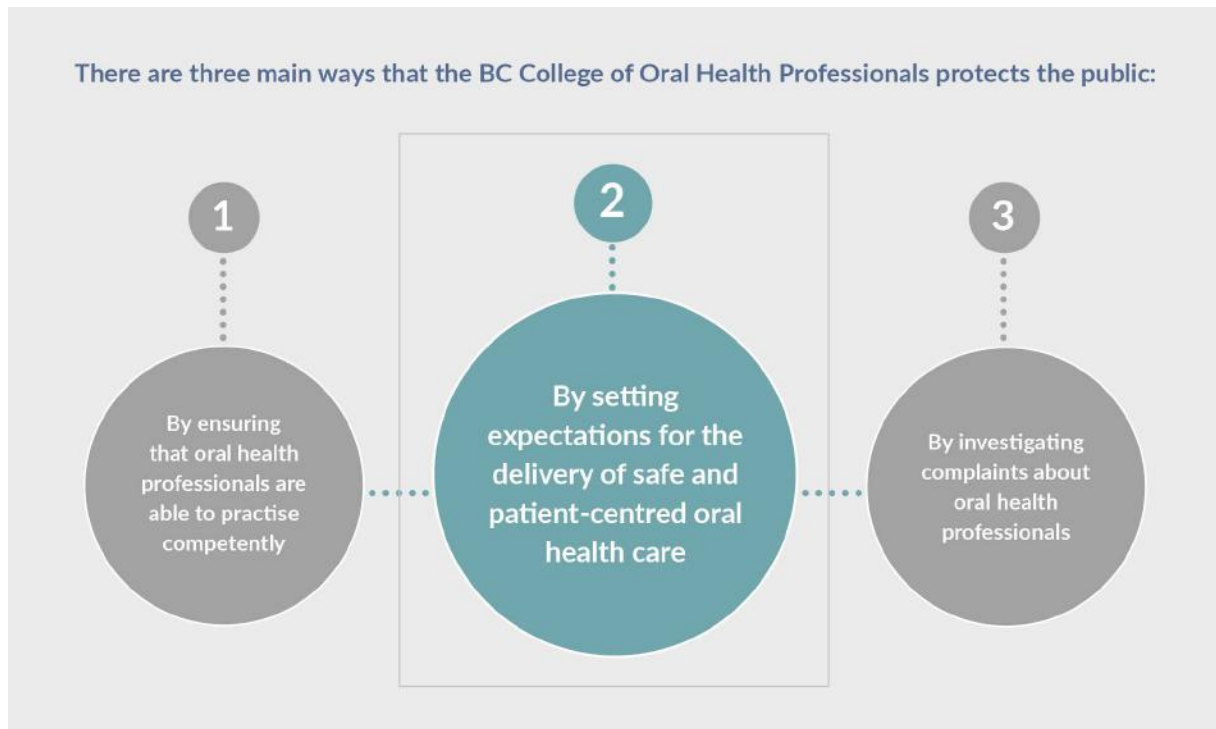 There are three main ways that the BC College of Oral Health Professionals protects the public:
1
By ensuring
that oral health
professionals are
able to practise
competently
2
By setting
expectations for the
delivery of safe and
patient-centred oral
health care
3
By investigating
complaints about
oral health
professionals